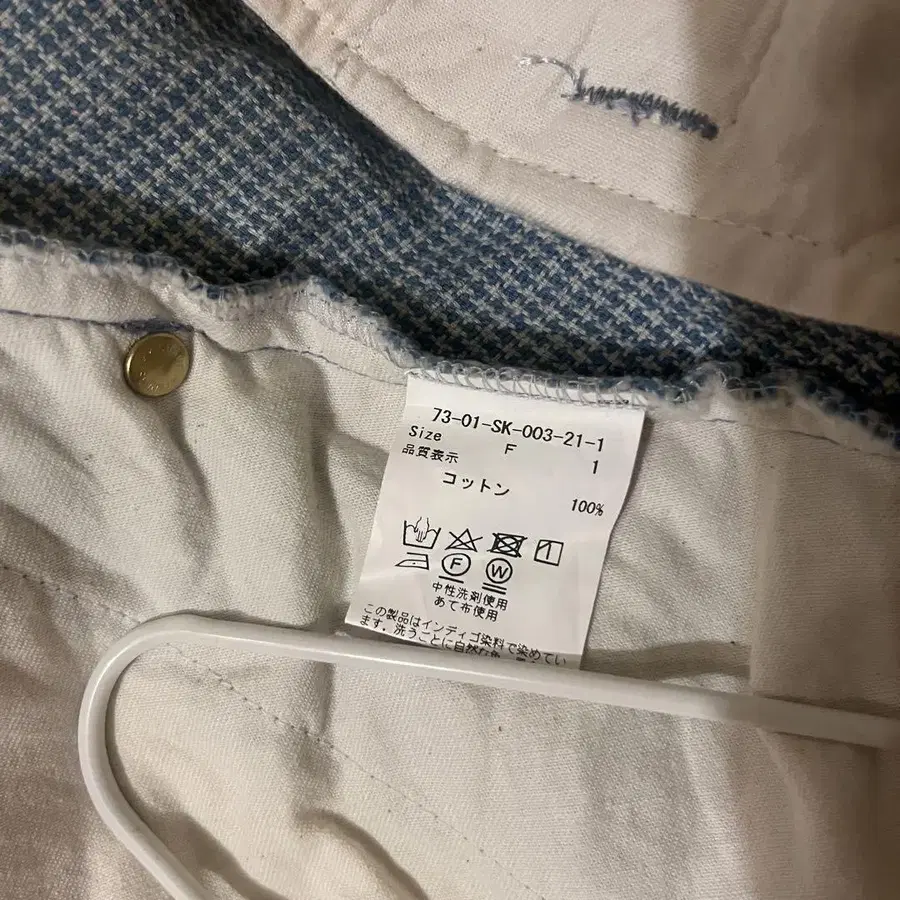 73-01-SK-003-21-1
Size F 1
品質表示
コットン 100%
F W
中性洗剤使用
あて布使用
この製品はインディゴ染料で染めてい
ます。洗うごとに自然な色